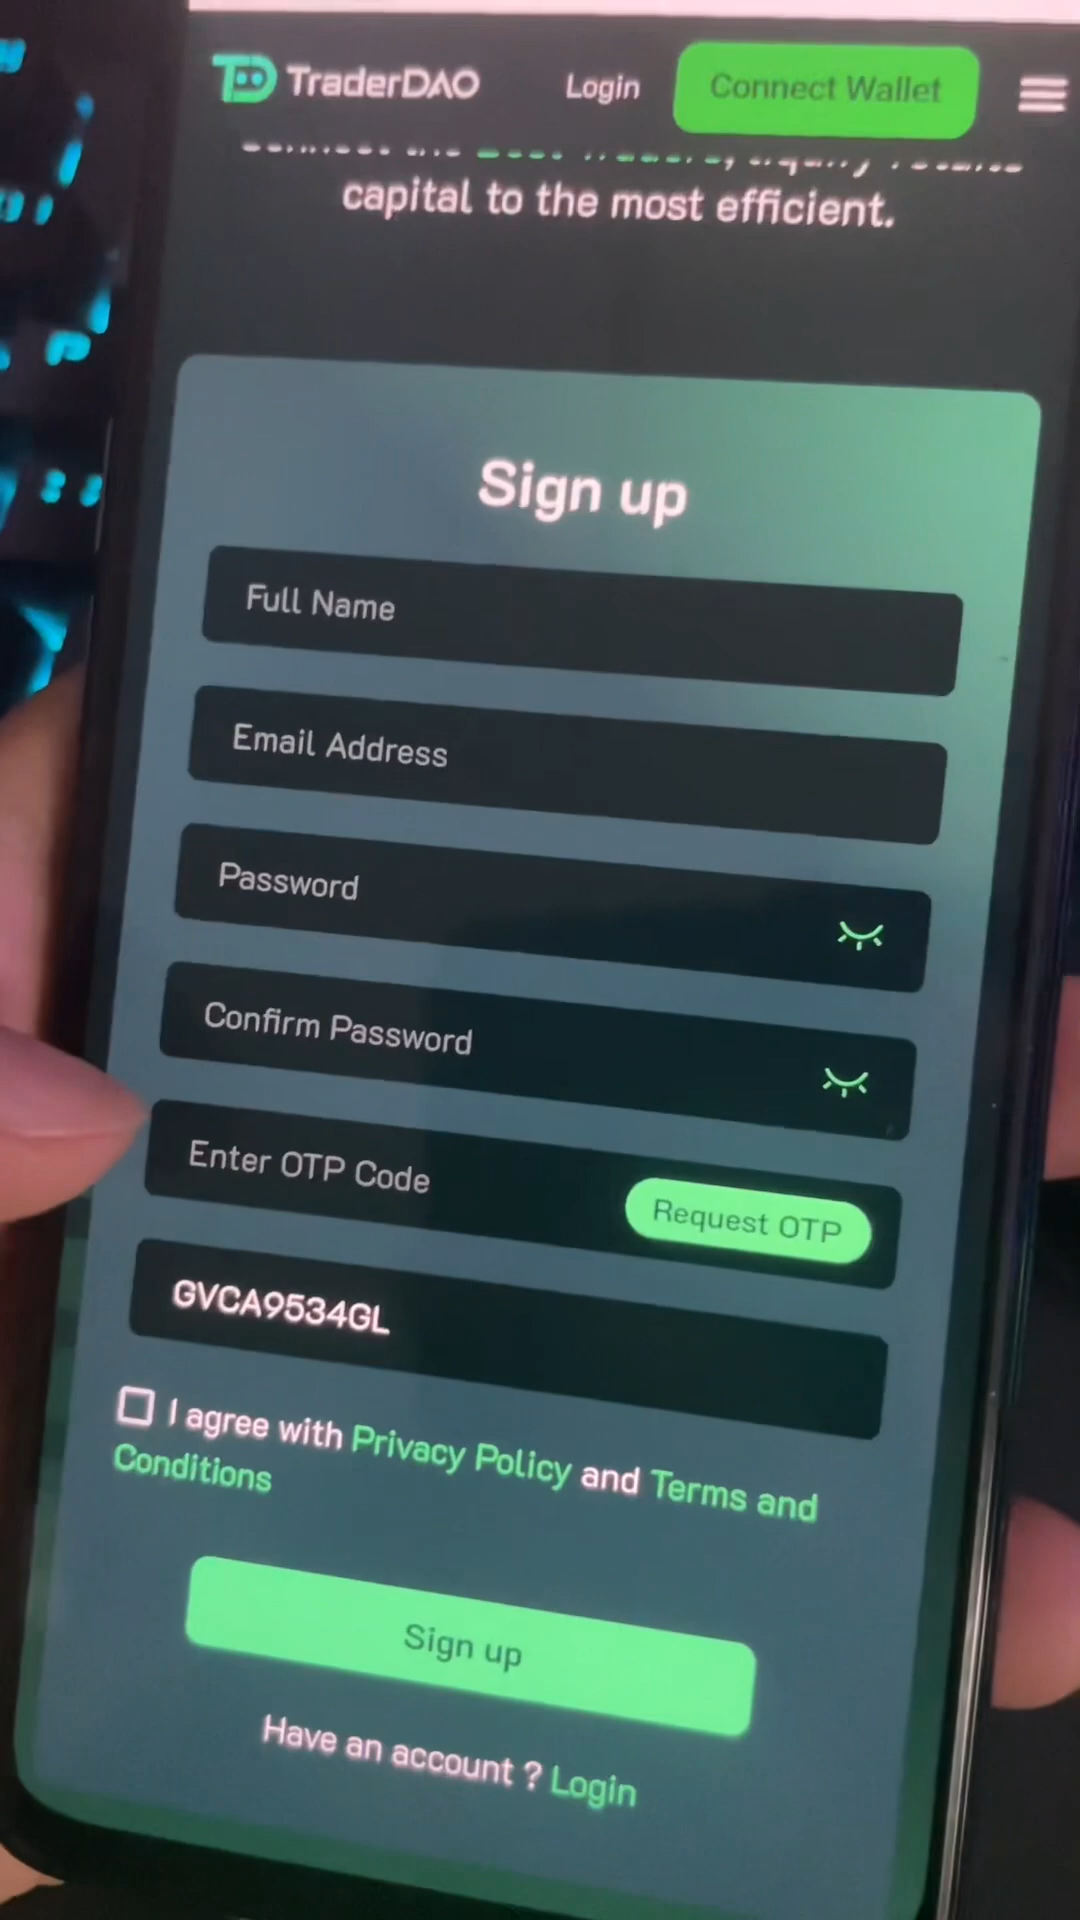 TraderDAO
Login
Connect Wallet
capital to the most efficient.
Sign up
Full Name
Email Address
Password
Confirm Password
Enter OTP Code
Request OTP
GVCA9534GL
I agree with Privacy Policy and Terms and
Conditions
Sign up
Have an account ? Login